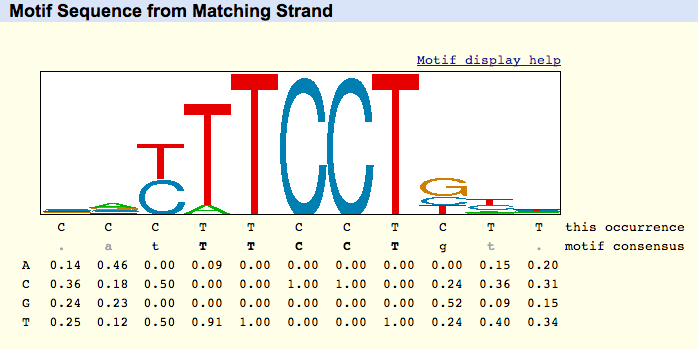 Motif Sequence from Matching Strand
Motif display help
T T T C C T G
C A C T
C C C T T C C T C T T this occurrence
. a t T T C C T g t . motif consensus
A 0.14 0.46 0.00 0.09 0.00 0.00 0.00 0.00 0.00 0.15 0.20
C 0.36 0.18 0.50 0.00 0.00 1.00 1.00 0.00 0.24 0.36 0.31
G 0.24 0.23 0.00 0.00 0.00 0.00 0.00 0.00 0.52 0.09 0.15
T 0.25 0.12 0.50 0.91 1.00 0.00 0.00 1.00 0.24 0.40 0.34